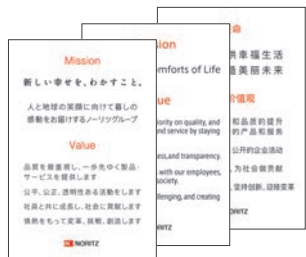 Mission
新しい幸せを、わかすこと。
人と地球の笑顔に向けて暮しの
感動をお届けするノーリツグループ
Value
品質を最重視し、一歩先ゆく製品・
サービスを提供します
公平、公正、透明性ある活動をします
社員と共に成長し、社会に貢献します
情熱をもって変革、挑戦、創造します
NORITZ
sion
omforts of Life
ue
iority on quality, and
and service by staying
ess, and transparency.
with our employees,
society.
llenging, and creating
NORITZ
命
供幸福生活
造美丽未来
价值观
和品质的提升
的产品和服务
公开的企业活动
为社会做贡献
坚持创新、迎接变革
NORITZ